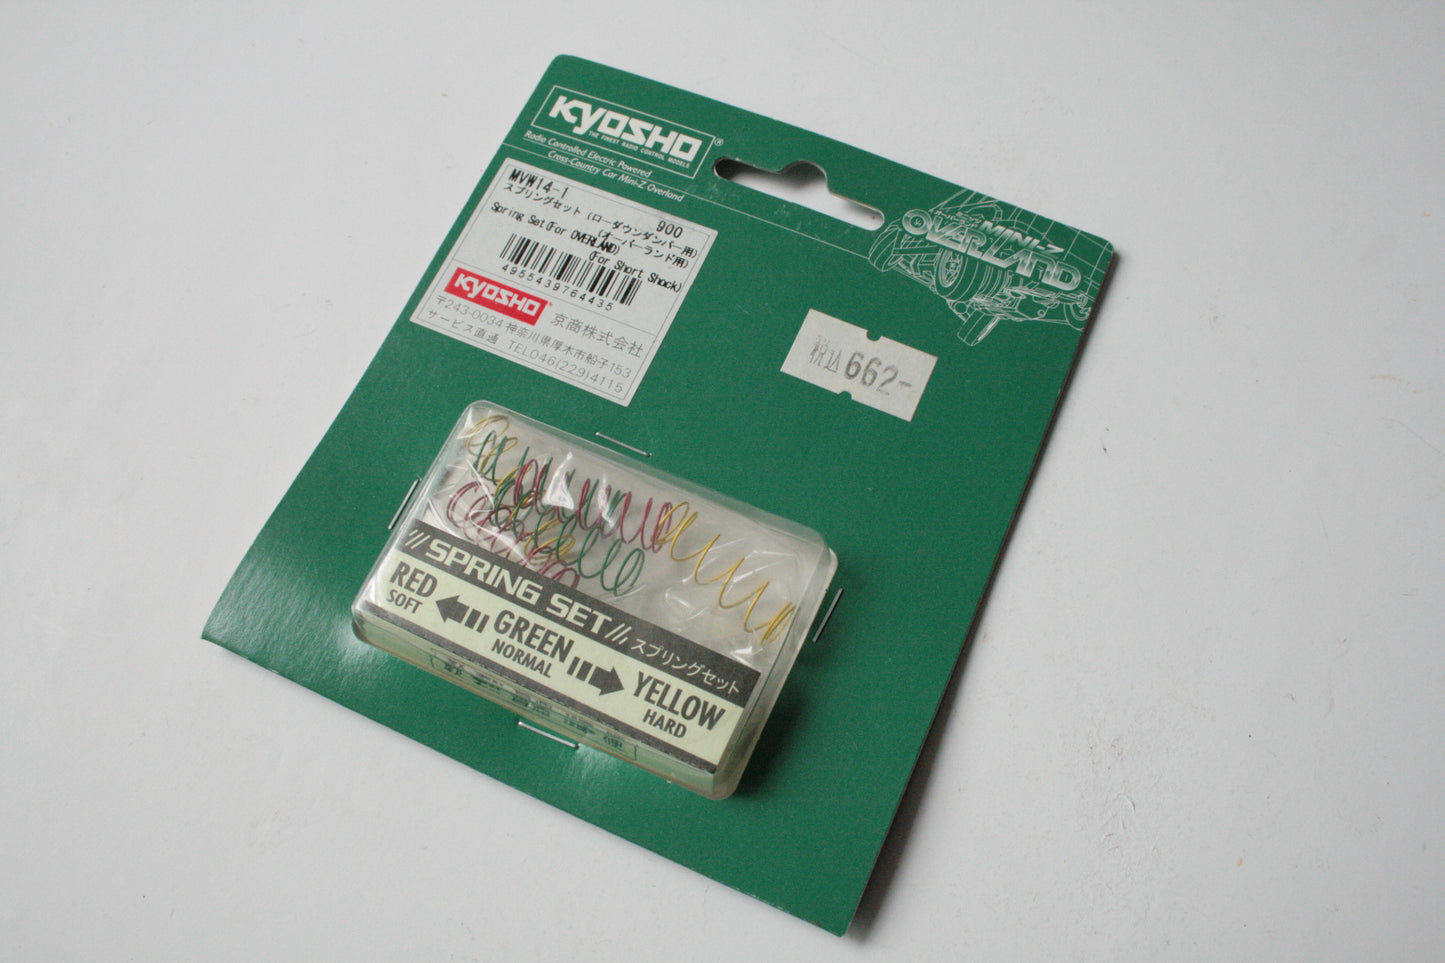 KYOSHO®
THE FINEST RADIO CONTROL MODELS
Radio Controlled Electric Powered
Cross-Country Car Mini-Z Overland
MVW14-1
900
スプリングセット (ローダウンダンパー用)
(オーバーランド用)
Spring Set(For OVERLAND)
(For Short Shock)
4955439764435
KYOSHO® 京商株式会社
〒243-0034 神奈川県厚木市船子153
サービス直通 TEL046(229)4115
MINI-Z
OVERLAND
税込 662-
SPRING SET
スプリングセット
RED
SOFT
GREEN
NORMAL
YELLOW
HARD